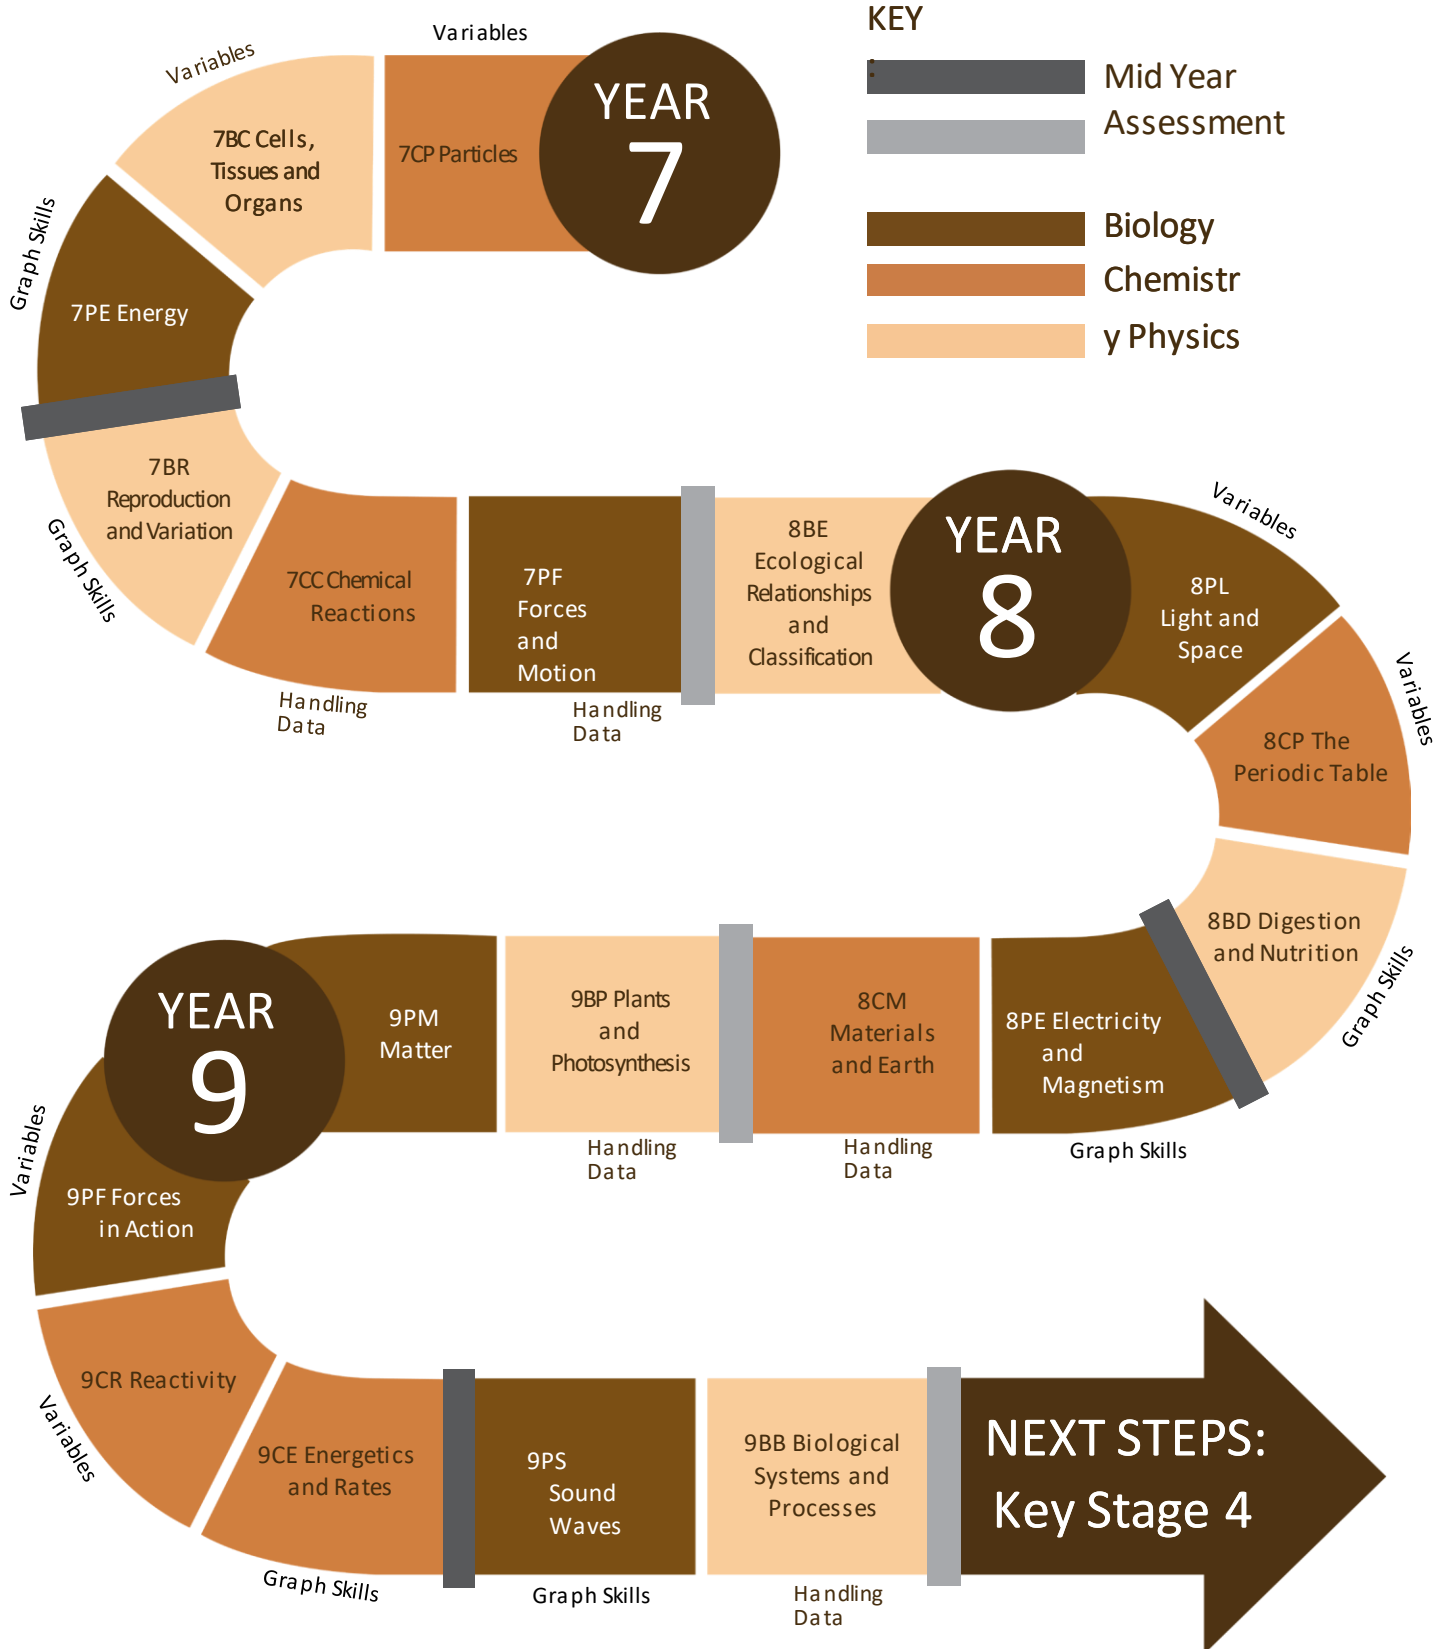 KEY
:
Mid Year
Assessment
Biology
Chemistr
y Physics
YEAR
7
Variables
7CP Particles
Variables
7BC Cells,
Tissues and
Organs
Graph Skills
7PE Energy
7BR
Reproduction
and Variation
Graph Skills
7CC Chemical
Reactions
Handling
Data
7PF
Forces
and
Motion
Handling
Data
8BE
Ecological
Relationships
and
Classification
YEAR
8
Variables
8PL
Light and
Space
Variables
8CP The
Periodic Table
8BD Digestion
and Nutrition
Graph Skills
8PE Electricity
and
Magnetism
Graph Skills
8CM
Materials
and Earth
Handling
Data
9BP Plants
and
Photosynthesis
Handling
Data
9PM
Matter
YEAR
9
Variables
9PF Forces
in Action
9CR Reactivity
Variables
9CE Energetics
and Rates
Graph Skills
9PS
Sound
Waves
Graph Skills
9BB Biological
Systems and
Processes
Handling
Data
NEXT STEPS:
Key Stage 4